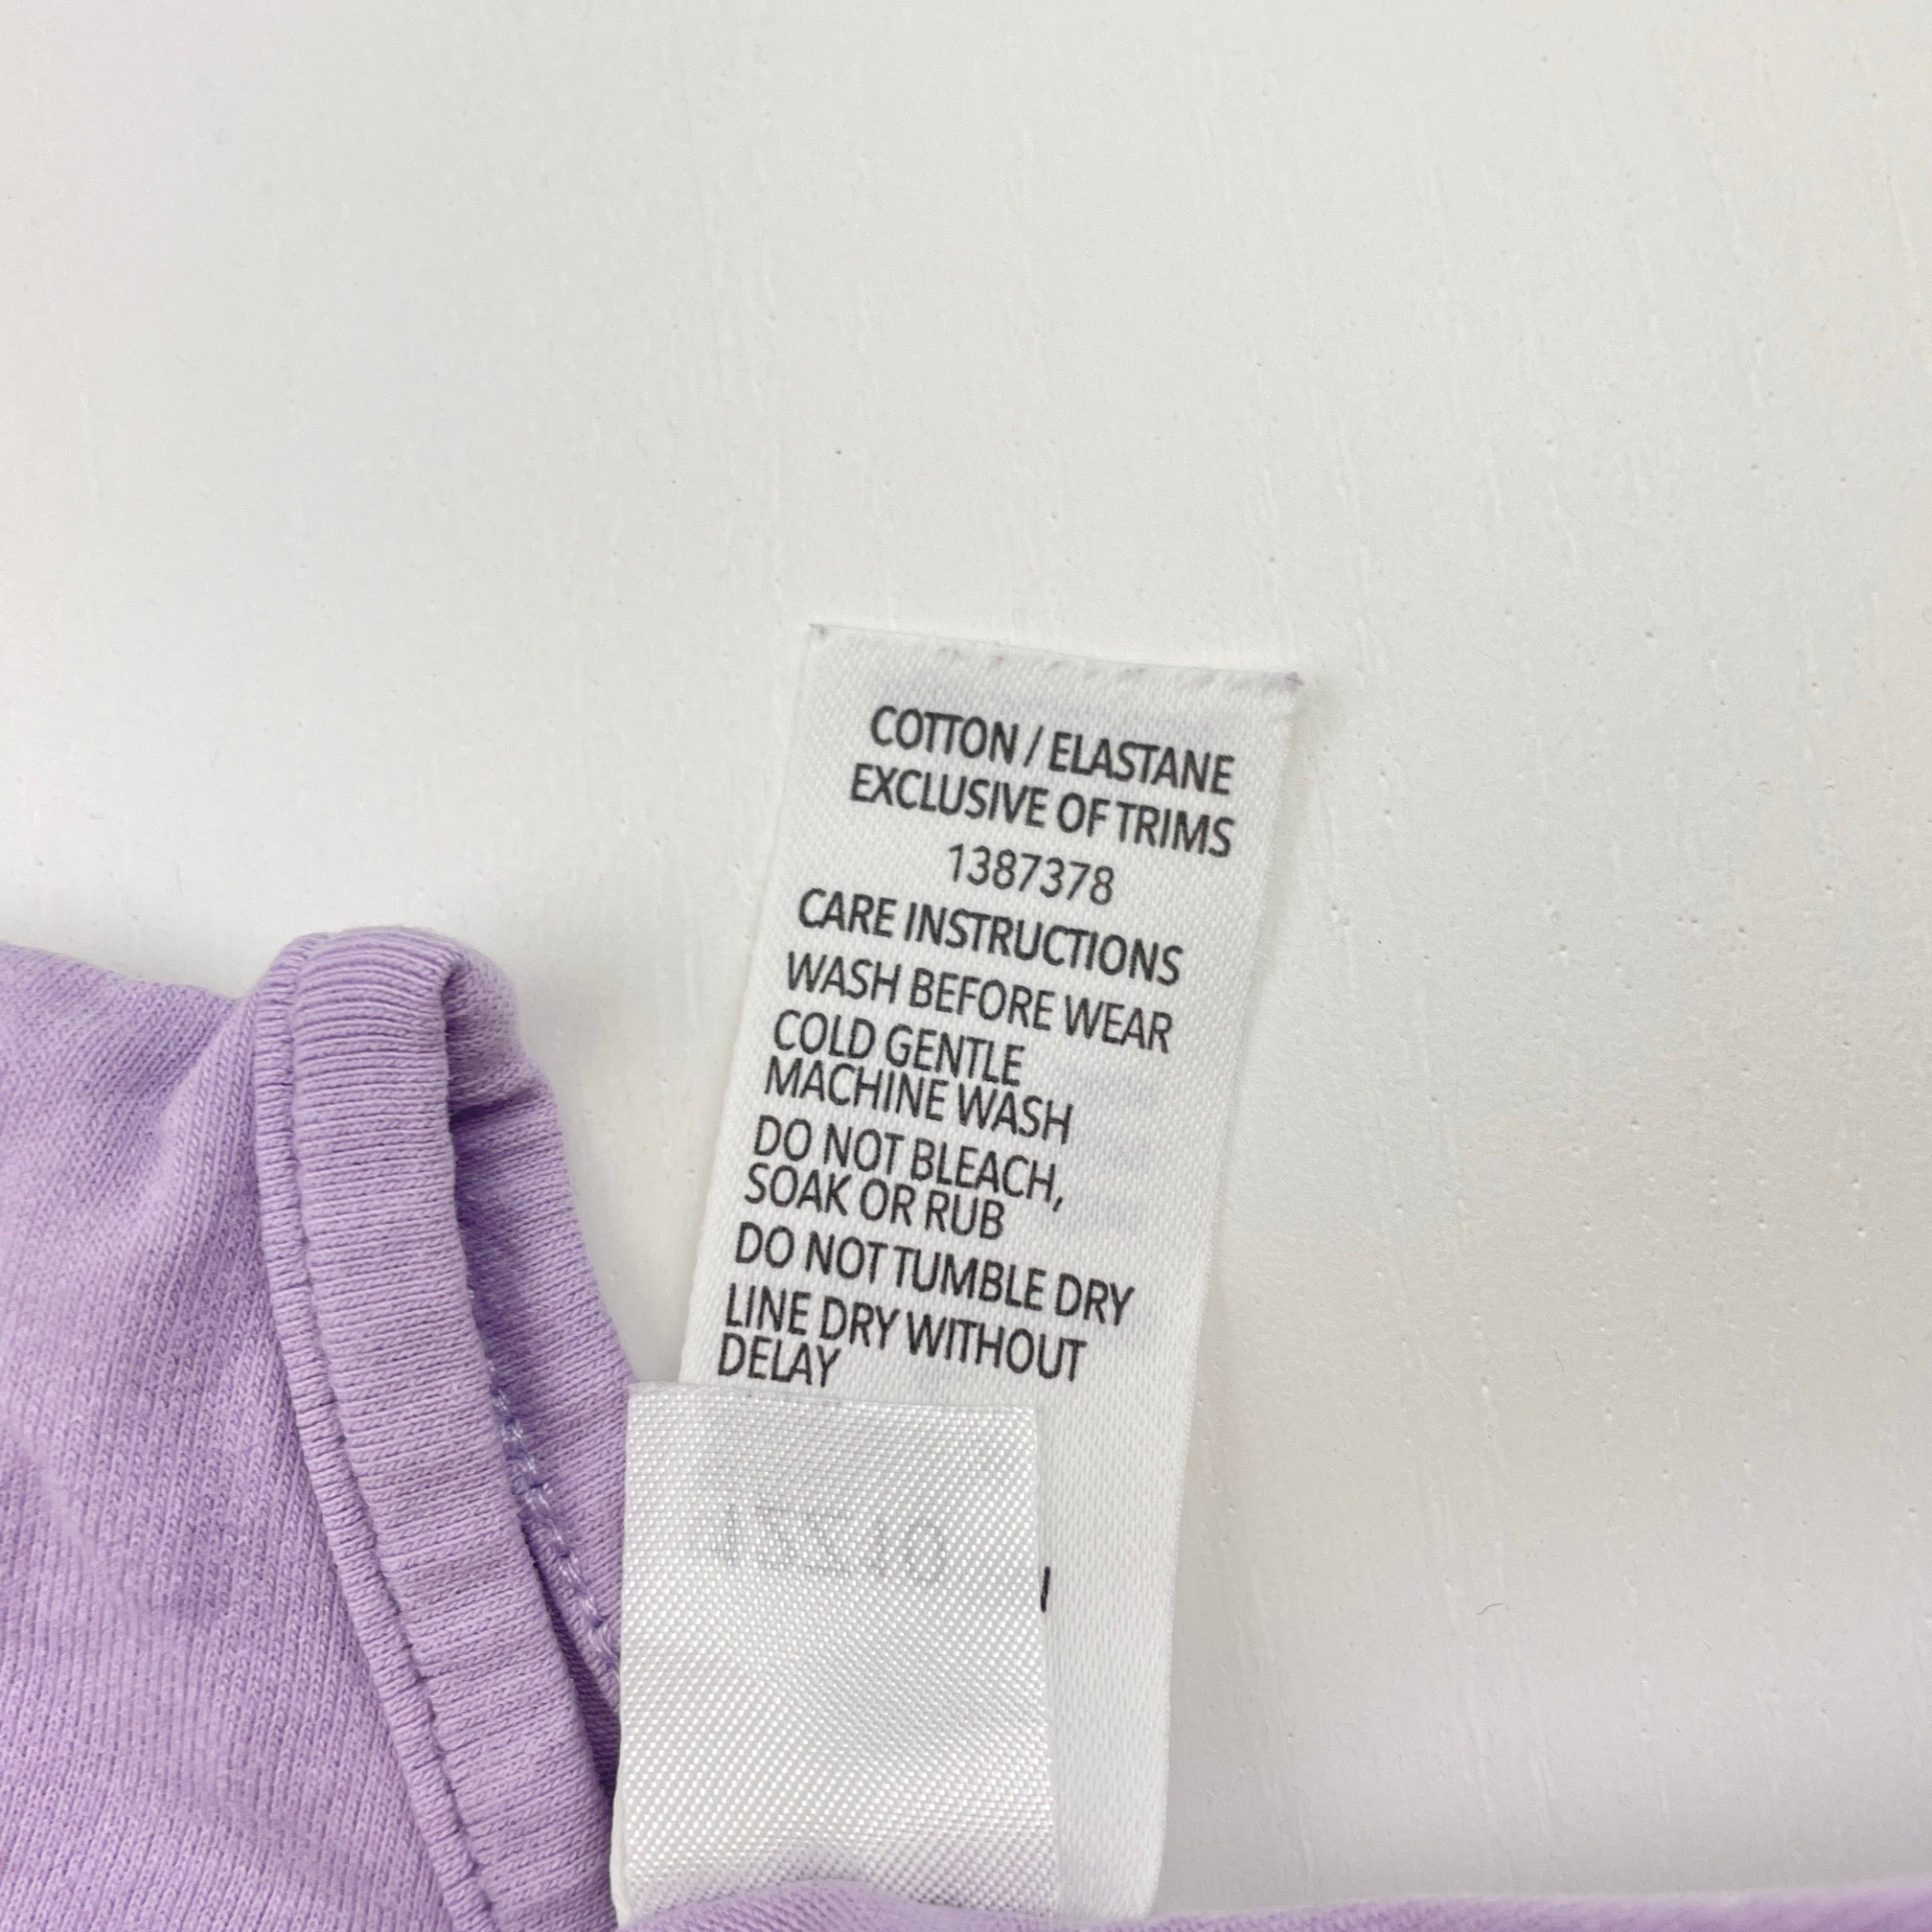 COTTON / ELASTANE
EXCLUSIVE OF TRIMS
1387378
CARE INSTRUCTIONS
WASH BEFORE WEAR
COLD GENTLE
MACHINE WASH
DO NOT BLEACH,
SOAK OR RUB
DO NOT TUMBLE DRY
LINE DRY WITHOUT
DELAY